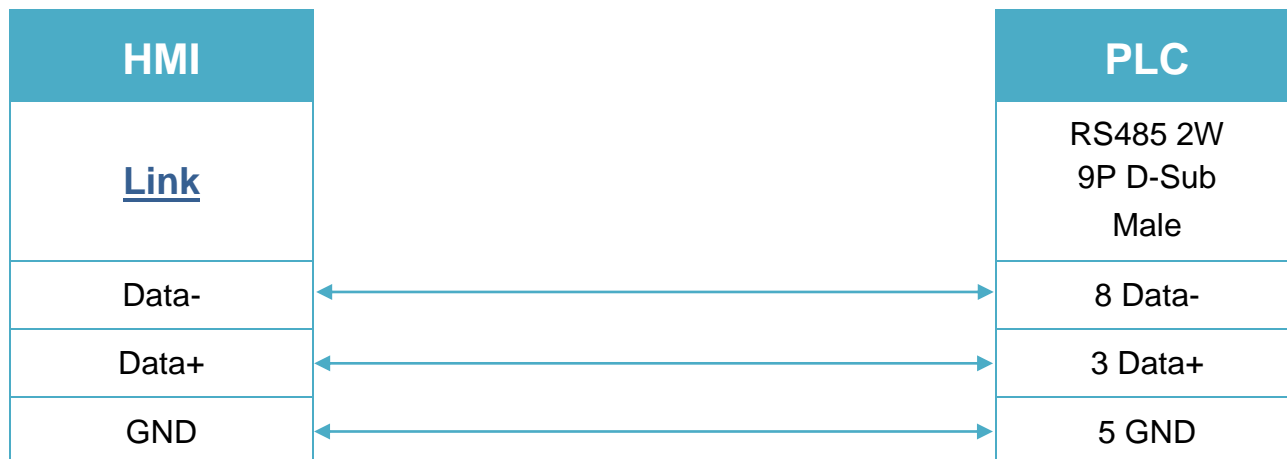 HMI
PLC
Link
RS485 2W
9P D-Sub
Male
Data-
8 Data-
Data+
3 Data+
GND
5 GND